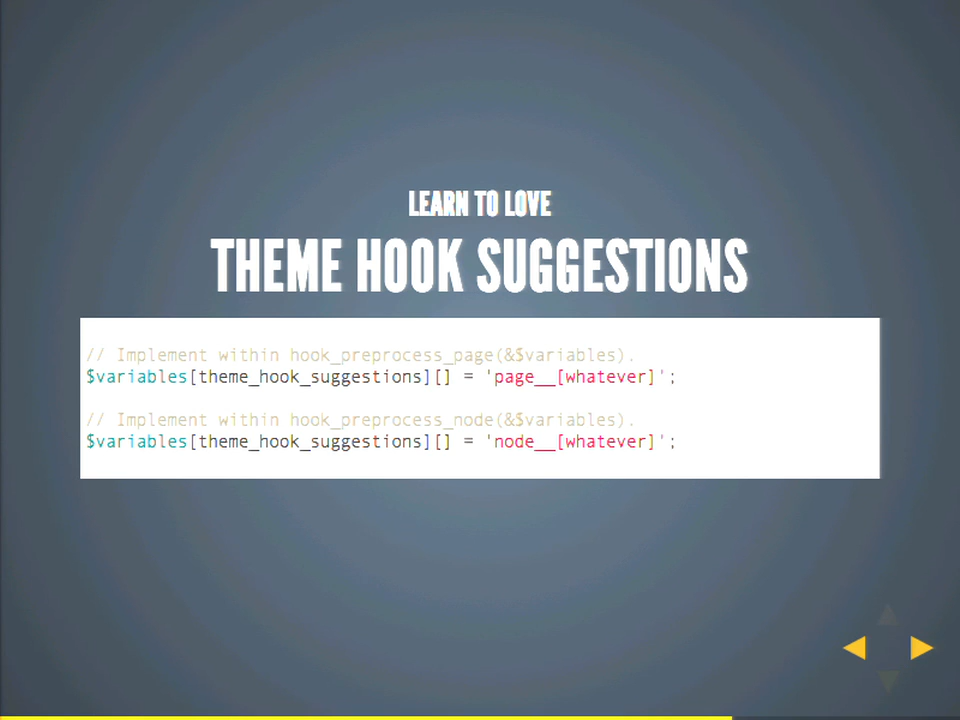 LEARN TO LOVE
THEME HOOK SUGGESTIONS
// Implement within hook_preprocess_page(&$variables).
$variables[theme_hook_suggestions][] = 'page__[whatever]';
// Implement within hook_preprocess_node(&$variables).
$variables[theme_hook_suggestions][] = 'node__[whatever]';